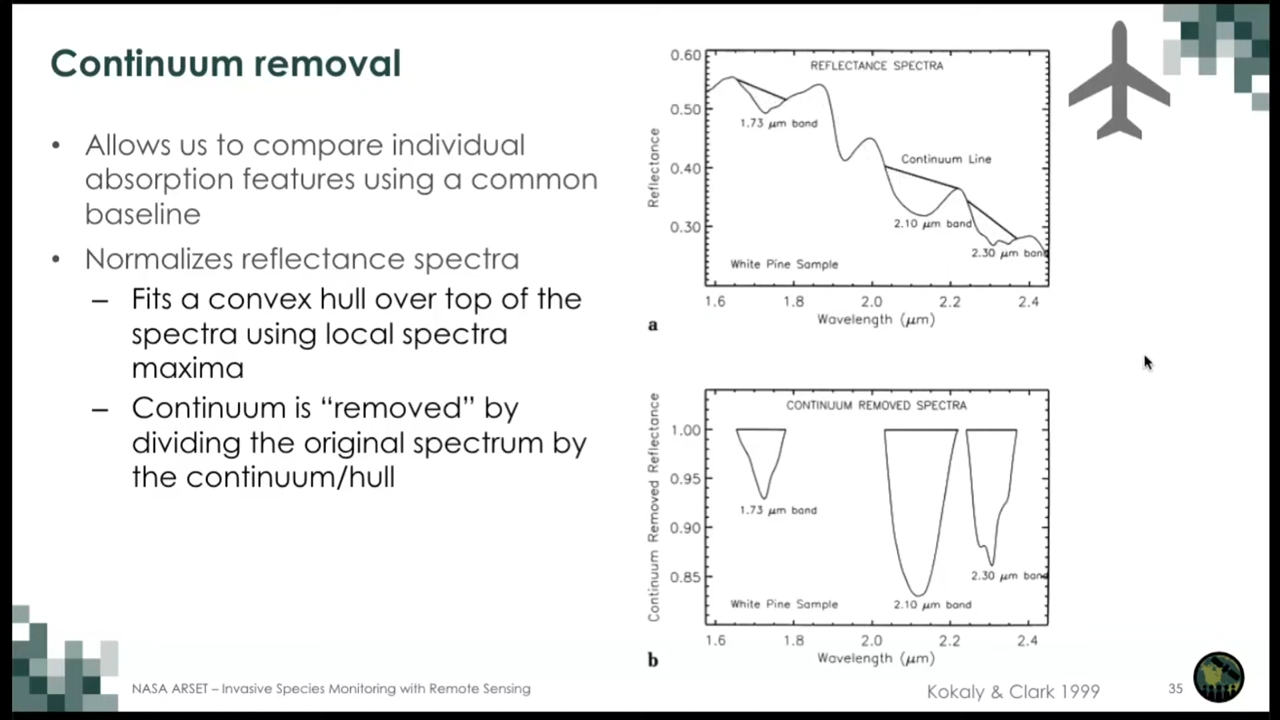 Continuum removal
• Allows us to compare individual
absorption features using a common
baseline
• Normalizes reflectance spectra
– Fits a convex hull over top of the
spectra using local spectra
maxima
– Continuum is “removed” by
dividing the original spectrum by
the continuum/hull
REFLECTANCE SPECTRA
0.60
0.50
0.40
0.30
Reflectance
1.73 μm band
Continuum Line
2.10 μm band
2.30 μm band
White Pine Sample
1.6 1.8 2.0 2.2 2.4
Wavelength (μm)
a
CONTINUUM REMOVED SPECTRA
1.00
0.95
0.90
0.85
Continuum Removed Reflectance
1.73 μm band
2.30 μm band
White Pine Sample
2.10 μm band
1.6 1.8 2.0 2.2 2.4
Wavelength (μm)
b
NASA ARSET – Invasive Species Monitoring with Remote Sensing
Kokaly & Clark 1999
35